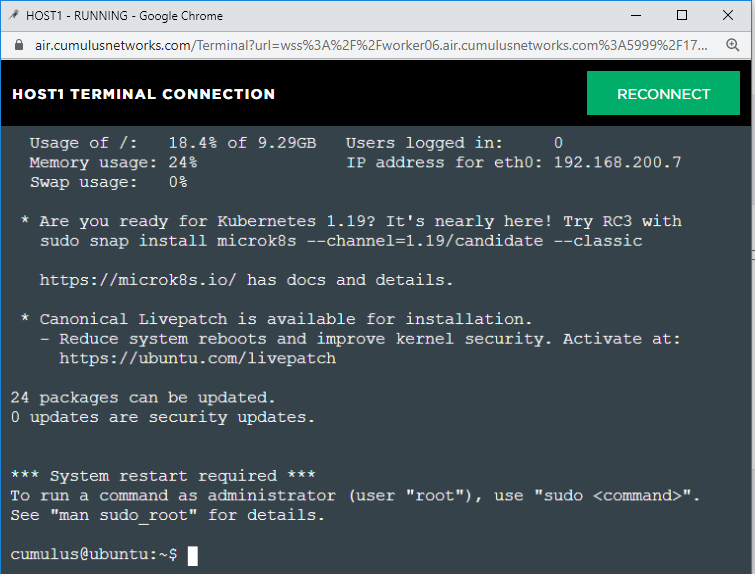 HOST1 - RUNNING - Google Chrome
air.cumulusnetworks.com/Terminal?url=wss%3A%2F%2Fworker06.air.cumulusnetworks.com%3A5999%2F17...
HOST1 TERMINAL CONNECTION
RECONNECT
Usage of /: 18.4% of 9.29GB Users logged in: 0
Memory usage: 24% IP address for eth0: 192.168.200.7
Swap usage: 0%
* Are you ready for Kubernetes 1.19? It's nearly here! Try RC3 with
sudo snap install microk8s --channel=1.19/candidate --classic
https://microk8s.io/ has docs and details.
* Canonical Livepatch is available for installation.
- Reduce system reboots and improve kernel security. Activate at:
https://ubuntu.com/livepatch
24 packages can be updated.
0 updates are security updates.
*** System restart required ***
To run a command as administrator (user "root"), use "sudo <command>".
See "man sudo_root" for details.
cumulus@ubuntu:~$